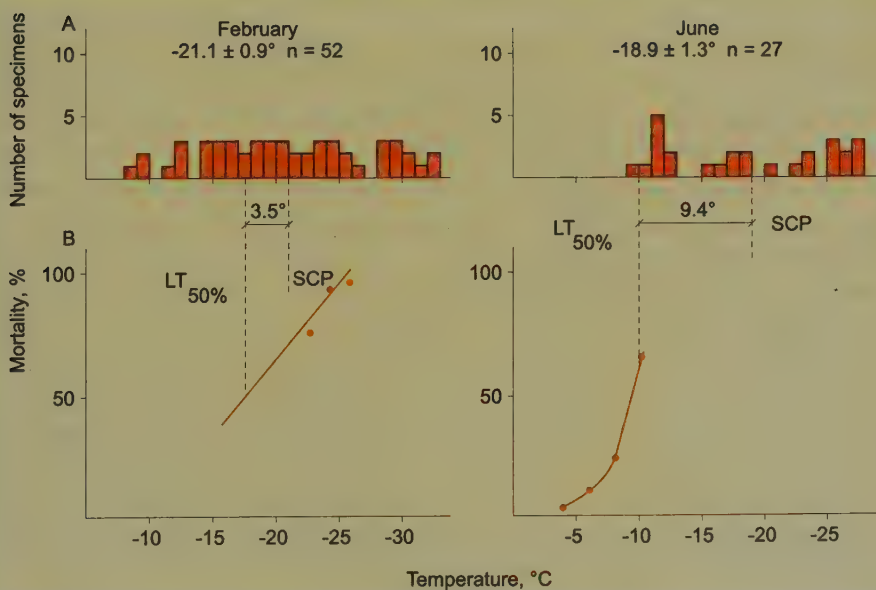 A
February
-21.1 ± 0.9° n = 52
June
-18.9 ± 1.3° n = 27
Number of specimens
10
5
10
5
3.5°
9.4°
B
LT50%
SCP
LT50%
SCP
Mortality, %
100
50
100
50
-10 -15 -20 -25 -30
-5 -10 -15 -20 -25
Temperature, °C